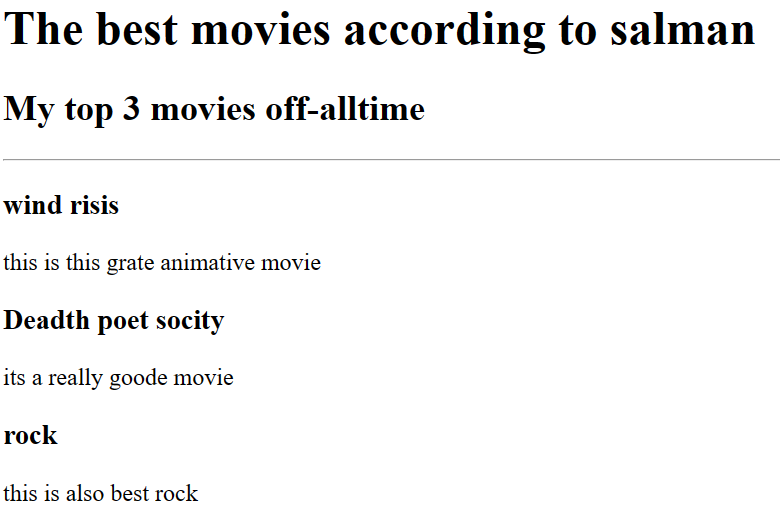 The best movies according to salman
My top 3 movies off-alltime
wind risis
this is this grate animative movie
Deadth poet socity
its a really goode movie
rock
this is also best rock